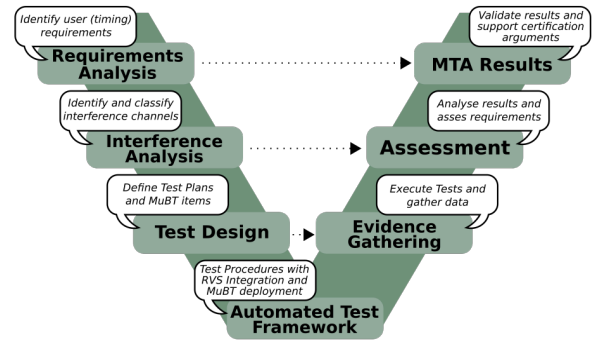 Identify user (timing)
requirements
Requirements
Analysis
Validate results and
support certification
arguments
MTA Results
Identify and classify
interference channels
Interference
Analysis
Analyse results and
asses requirements
Assessment
Define Test Plans
and MuBT items
Test Design
Execute Tests and
gather data
Evidence
Gathering
Test Procedures with
RVS Integration and
MuBT deployment
Automated Test
Framework